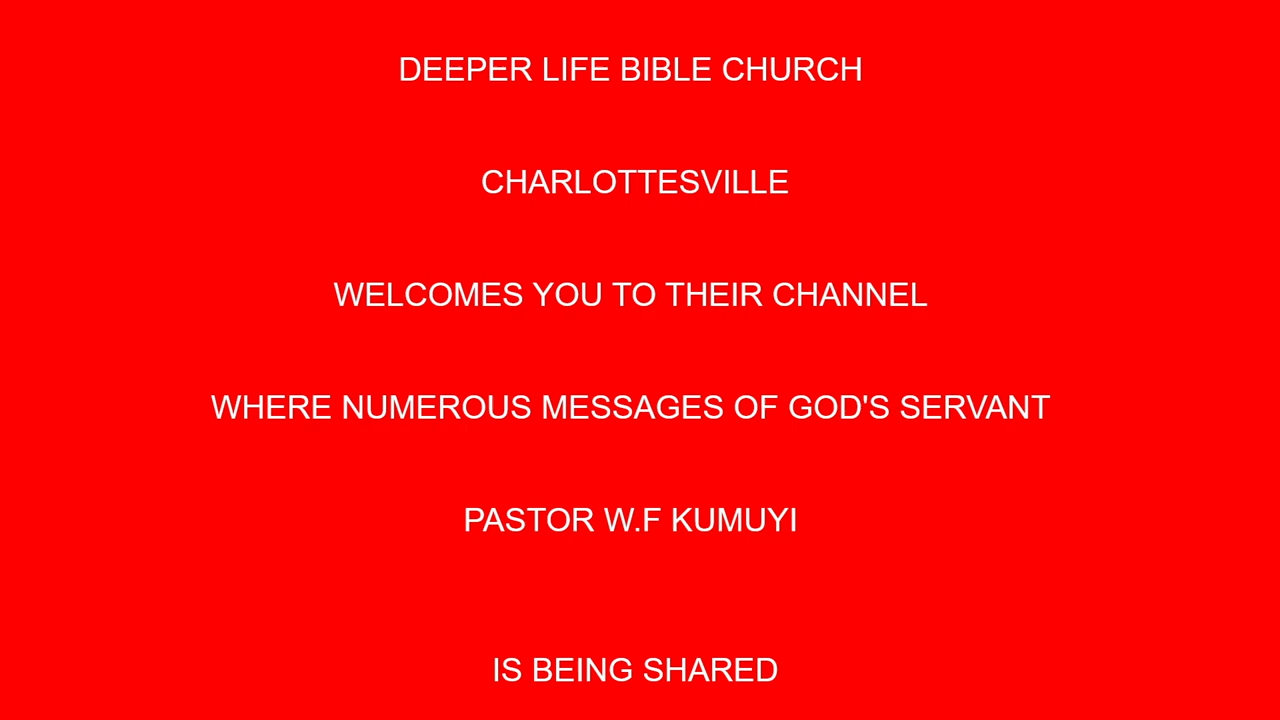 DEEPER LIFE BIBLE CHURCH
CHARLOTTESVILLE
WELCOMES YOU TO THEIR CHANNEL
WHERE NUMEROUS MESSAGES OF GOD'S SERVANT
PASTOR W.F KUMUYI
IS BEING SHARED